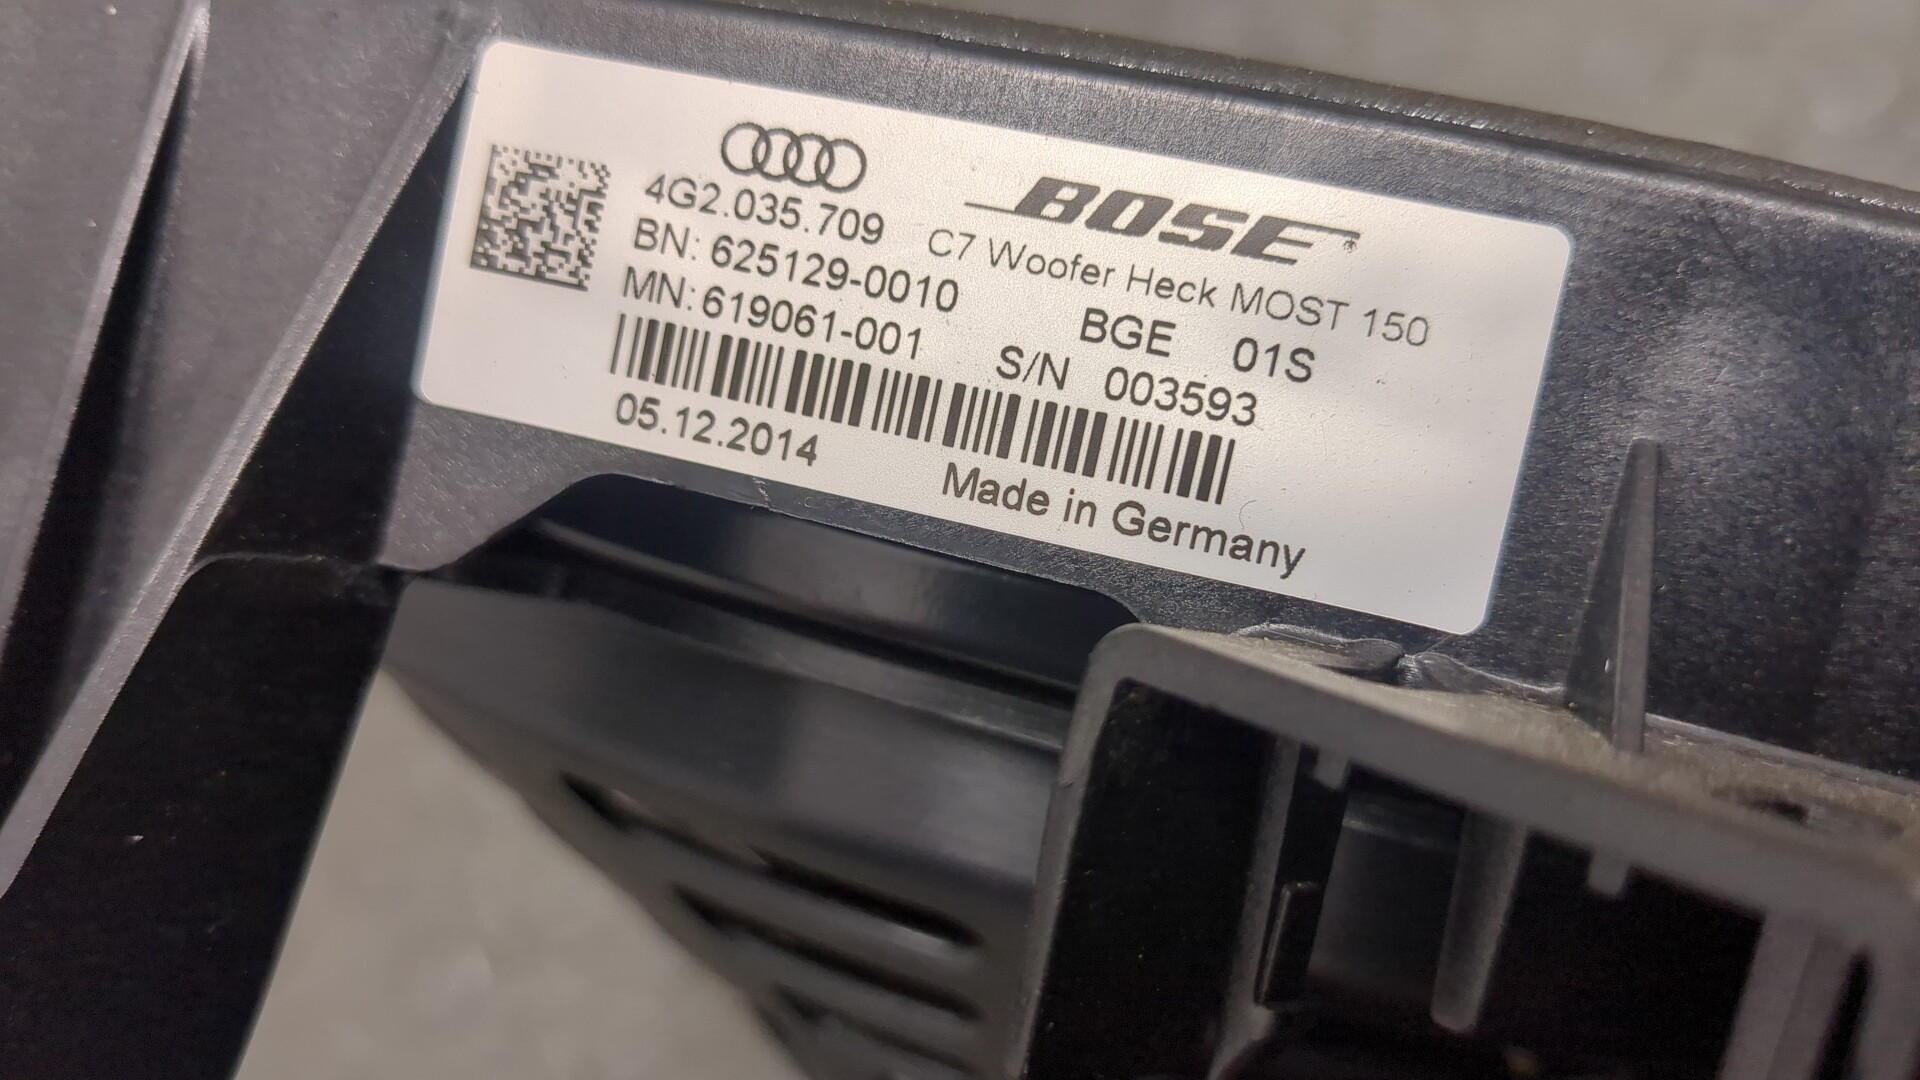 BOSE
4G2.035.709
C7 Woofer Heck MOST 150
BN: 625129-0010
BGE 01S
MN: 619061-001
S/N 003593
05.12.2014
Made in Germany